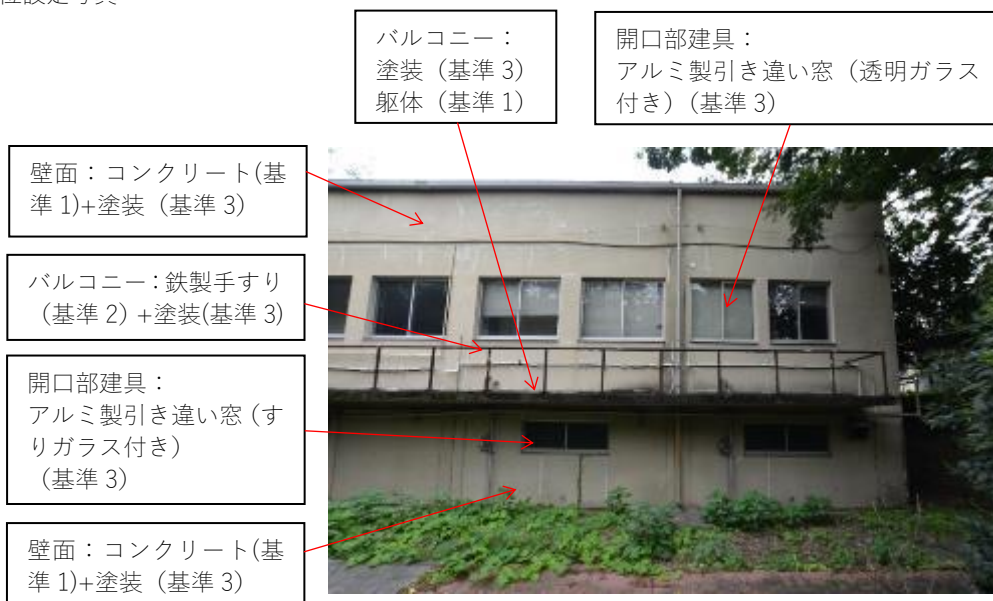 位設定写真
バルコニー：
塗装（基準 3）
躯体（基準 1）
開口部建具：
アルミ製引き違い窓（透明ガラス
付き）（基準 3）
壁面：コンクリート(基
準 1)+塗装（基準 3）
バルコニー：鉄製手すり
（基準 2）+塗装(基準 3)
開口部建具：
アルミ製引き違い窓（す
りガラス付き）
（基準 3）
壁面：コンクリート(基
準 1)+塗装（基準 3）